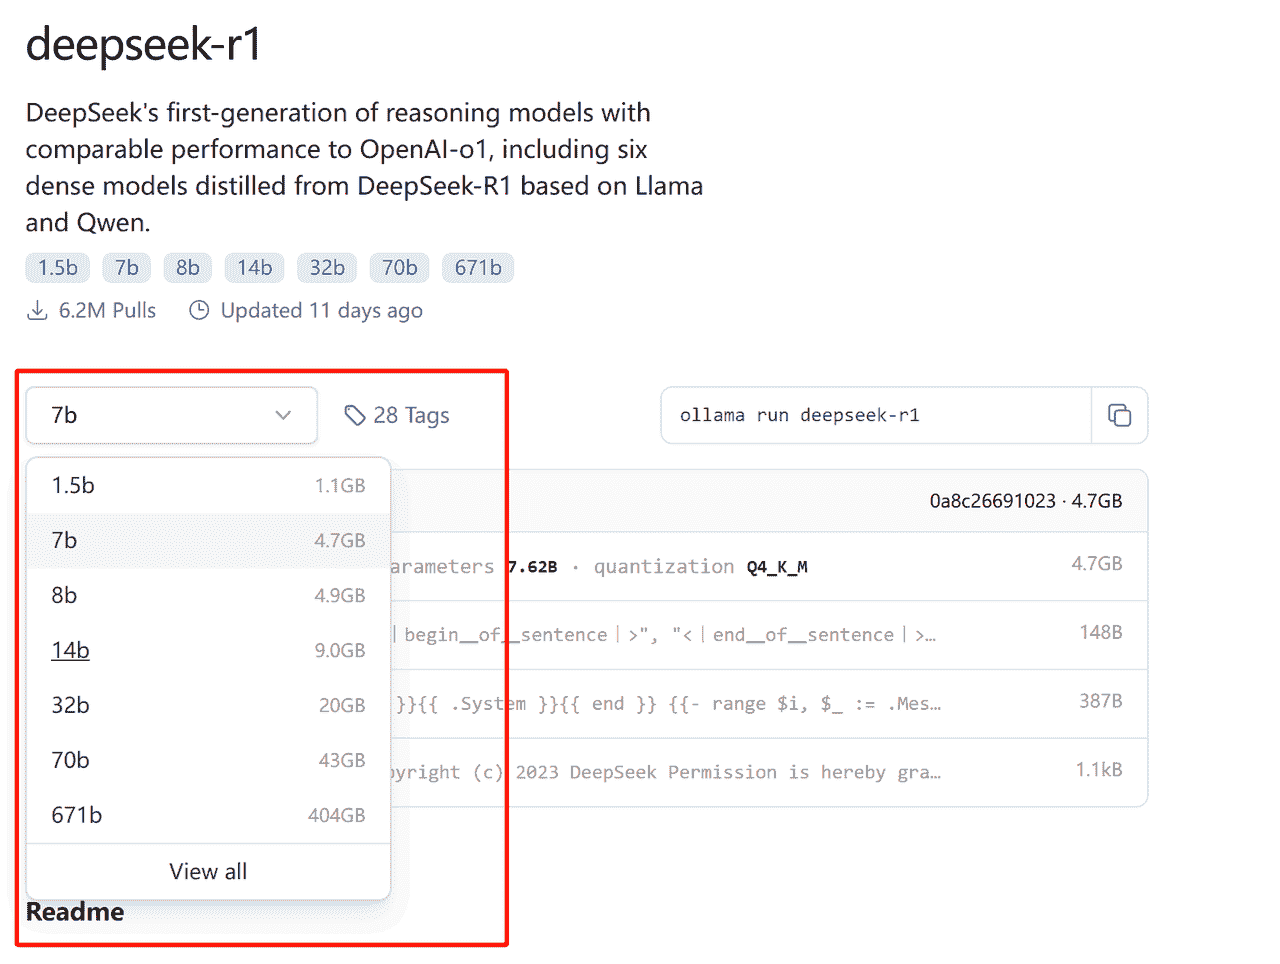 deepseek-r1
DeepSeek's first-generation of reasoning models with
comparable performance to OpenAI-o1, including six
dense models distilled from DeepSeek-R1 based on Llama
and Qwen.
1.5b 7b 8b 14b 32b 70b 671b
6.2M Pulls Updated 11 days ago
7b 28 Tags ollama run deepseek-r1
0a8c26691023 · 4.7GB
1.5b 1.1GB
7b 4.7GB
8b 4.9GB
14b 9.0GB
32b 20GB
70b 43GB
671b 404GB
View all
arameters 7.62B · quantization Q4_K_M 4.7GB
|begin__of__sentence|>", "<|end__of__sentence|>… 148B
}}{{ .System }}{{ end }} {{- range $i, $_ := .Mes… 387B
pyright (c) 2023 DeepSeek Permission is hereby gra… 1.1kB
Readme